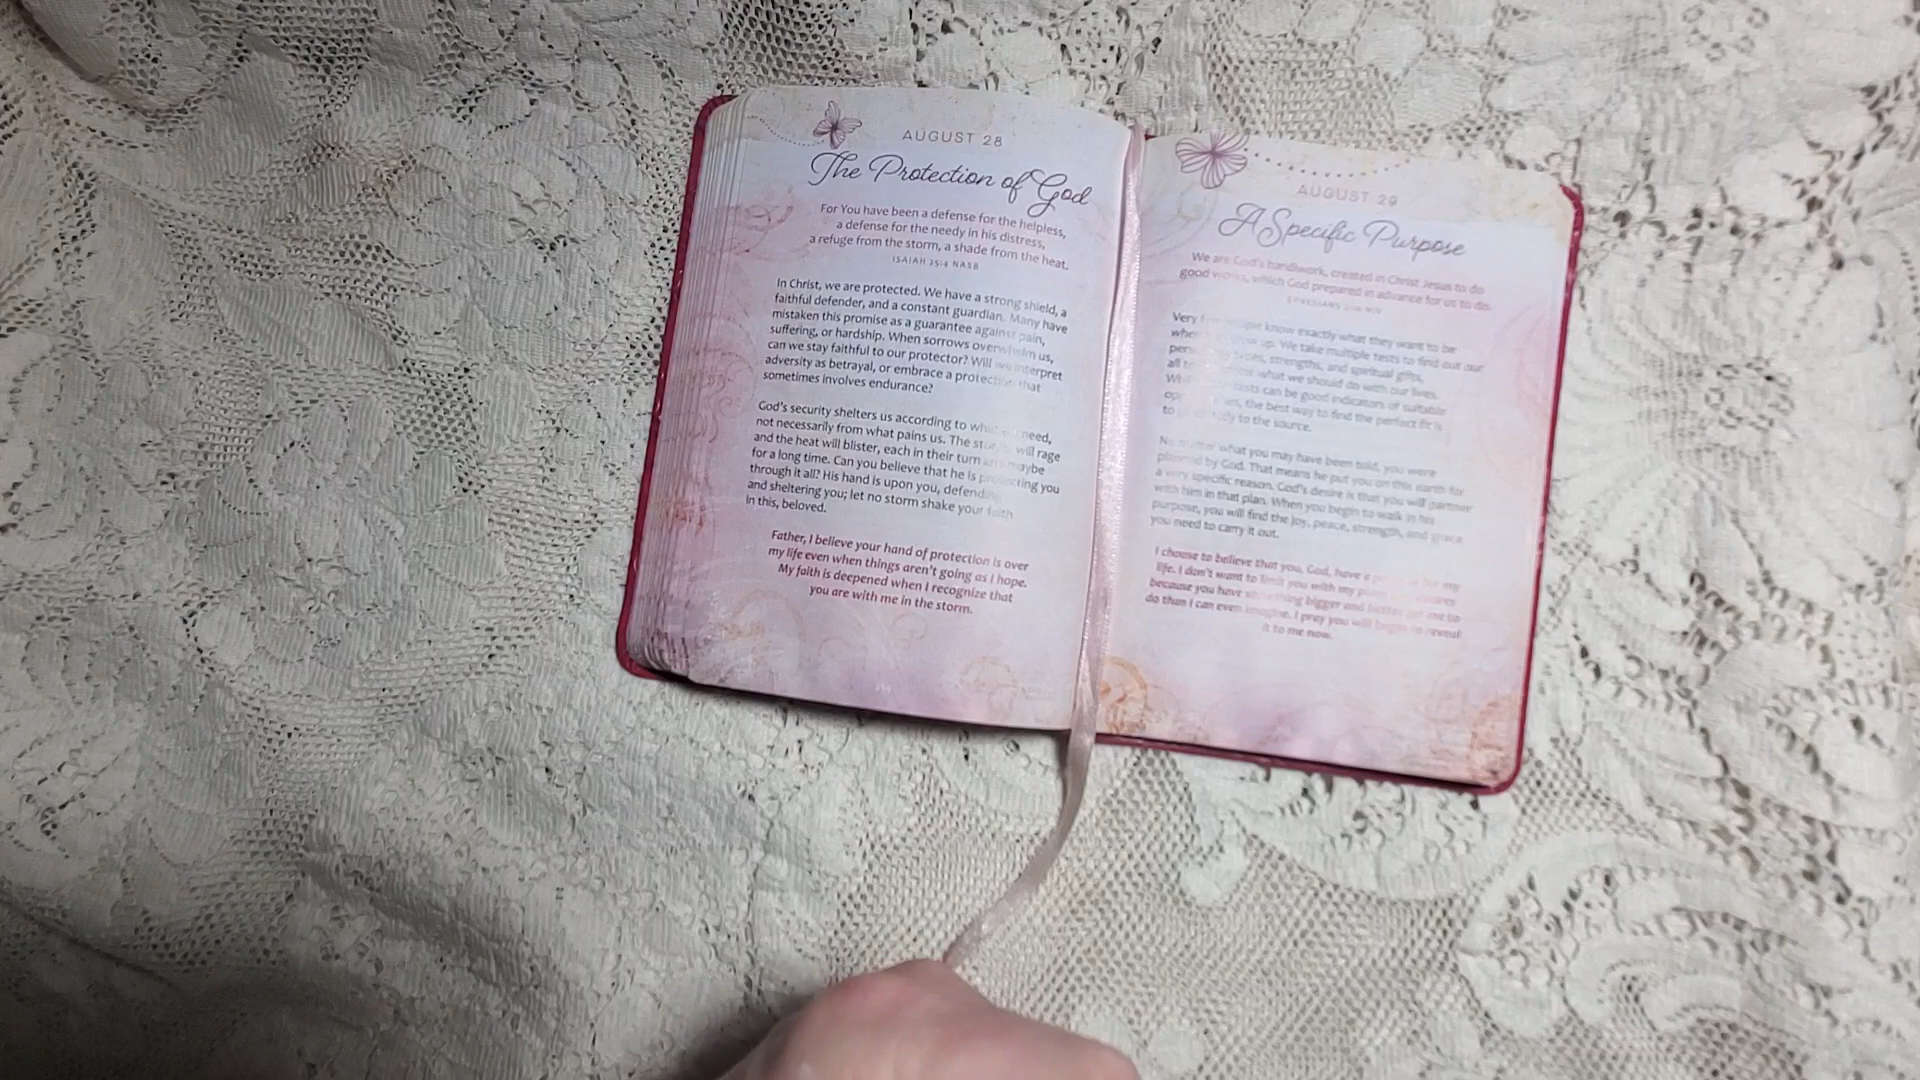 AUGUST 28
The Protection of God
For You have been a defense for the helpless,
a defense for the needy in his distress,
a refuge from the storm, a shade from the heat.
ISAIAH 25:4 NASB
In Christ, we are protected. We have a strong shield, a
faithful defender, and a constant guardian. Many have
mistaken this promise as a guarantee against pain,
suffering, or hardship. When sorrows overwhelm us,
can we stay faithful to our protector? Will we interpret
adversity as betrayal, or embrace a protection that
sometimes involves endurance?
God's security shelters us according to what we need,
not necessarily from what pains us. The storms will rage
and the heat will blister, each in their turn and maybe
for a long time. Can you believe that he is protecting you
through it all? His hand is upon you, defending
and sheltering you; let no storm shake your faith
in this, beloved.
Father, I believe your hand of protection is over
my life even when things aren't going as I hope.
My faith is deepened when I recognize that
you are with me in the storm.
AUGUST 29
A Specific Purpose
We are God's handiwork, created in Christ Jesus to do
good works, which God prepared in advance for us to do.
EPHESIANS 2:10 NIV
Very few people know exactly what they want to be
when grow up. We take multiple tests to find out our
types, strengths, and spiritual gifts,
all to what we should do with our lives.
tests can be good indicators of suitable
the best way to find the perfect fit is
to to the source.
No matter what you may have been told, you were
planned by God. That means he put you on this earth for
a very specific reason. God's desire is that you will partner
with him in that plan. When you begin to walk in his
purpose, you will find the joy, peace, strength, and grace
you need to carry it out.
I choose to believe that you, God, have a my
life. I don't want to limit you with my plans desires
because you have something bigger and better for me to
do than I can even imagine. I pray you will begin to reveal
it to me now.